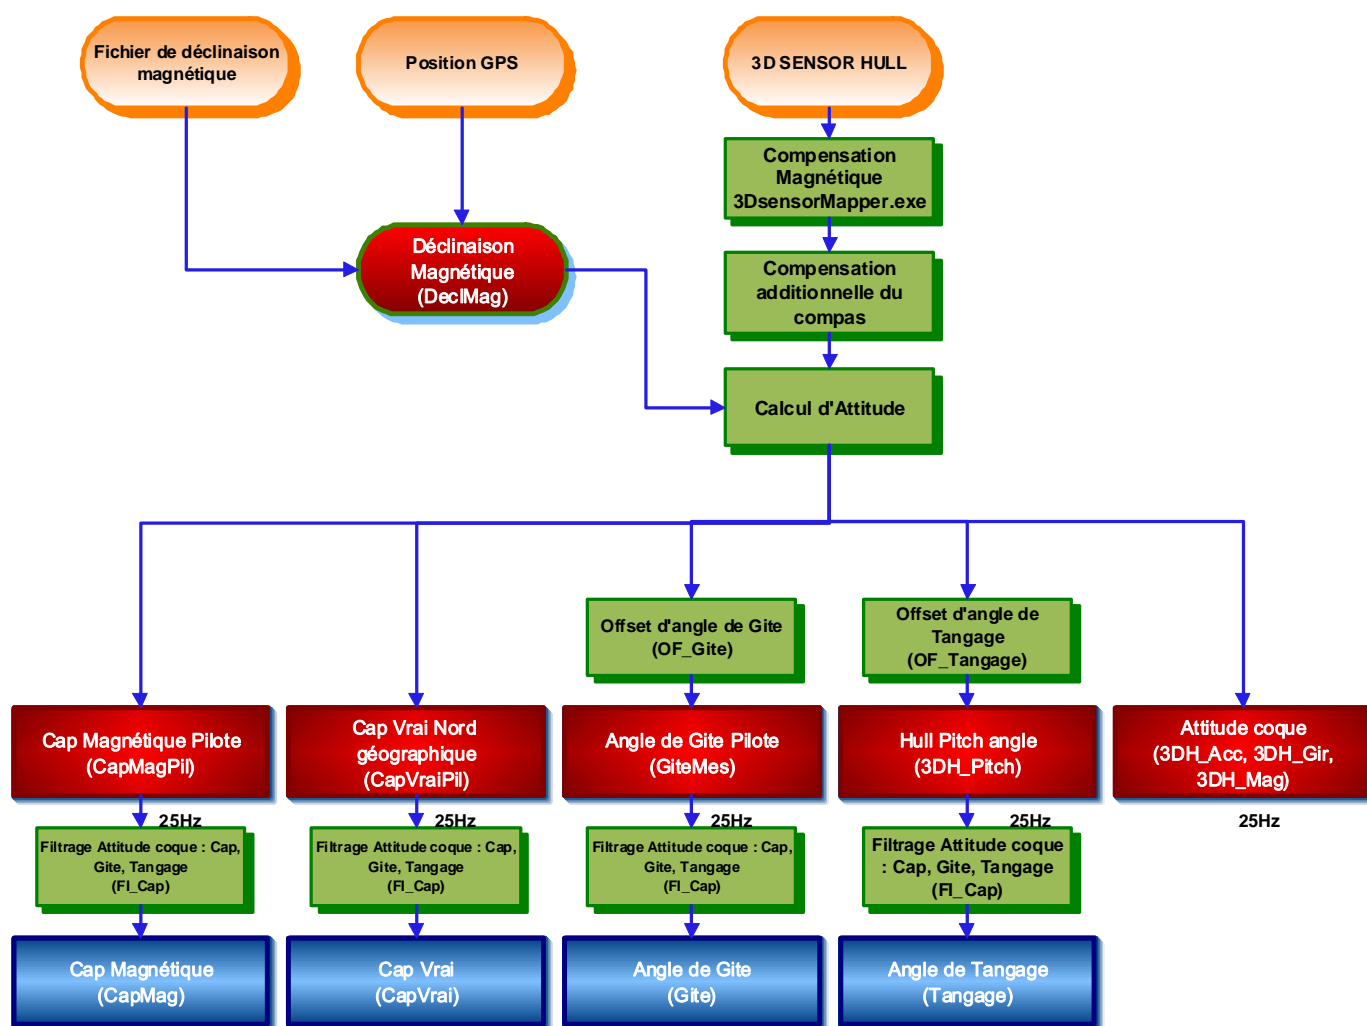 Fichier de déclinaison
magnétique
Position GPS
3D SENSOR HULL
Compensation
Magnétique
3DsensorMapper.exe
Déclinaison
Magnétique
(DeclMag)
Compensation
additionnelle du
compas
Calcul d'Attitude
Offset d'angle de Gite
(OF_Gite)
Offset d'angle de
Tangage
(OF_Tangage)
Cap Magnétique Pilote
(CapMagPil)
Cap Vrai Nord
géographique
(CapVraiPil)
Angle de Gite Pilote
(GiteMes)
Hull Pitch angle
(3DH_Pitch)
Attitude coque
(3DH_Acc, 3DH_Gir,
3DH_Mag)
25Hz
25Hz
25Hz
25Hz
25Hz
Filtrage Attitude coque : Cap,
Gite, Tangage
(FI_Cap)
Filtrage Attitude coque : Cap,
Gite, Tangage
(FI_Cap)
Filtrage Attitude coque : Cap,
Gite, Tangage
(FI_Cap)
Filtrage Attitude coque
: Cap, Gite, Tangage
(FI_Cap)
Cap Magnétique
(CapMag)
Cap Vrai
(CapVrai)
Angle de Gite
(Gite)
Angle de Tangage
(Tangage)